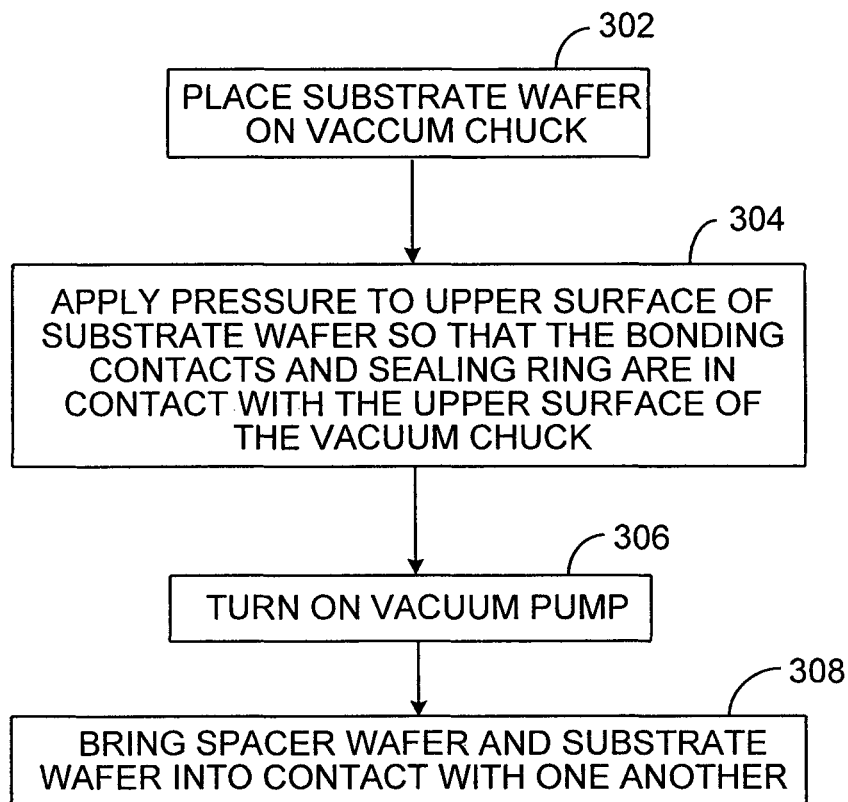 302
PLACE SUBSTRATE WAFER
ON VACCUM CHUCK
304
APPLY PRESSURE TO UPPER SURFACE OF
SUBSTRATE WAFER SO THAT THE BONDING
CONTACTS AND SEALING RING ARE IN
CONTACT WITH THE UPPER SURFACE OF
THE VACUUM CHUCK
306
TURN ON VACUUM PUMP
308
BRING SPACER WAFER AND SUBSTRATE
WAFER INTO CONTACT WITH ONE ANOTHER